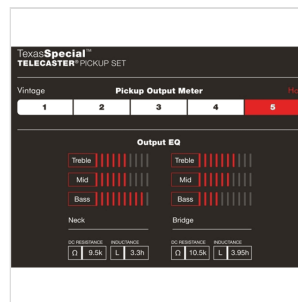 TexasSpecial™
TELECASTER® PICKUP SET
Vintage Pickup Output Meter
1 2 3 4 5
Output EQ
Treble Treble
Mid Mid
Bass Bass
Neck Bridge
DC RESISTANCE INDUCTANCE DC RESISTANCE INDUCTANCE
Ω 9.5k L 3.3h Ω 10.5k L 3.95h